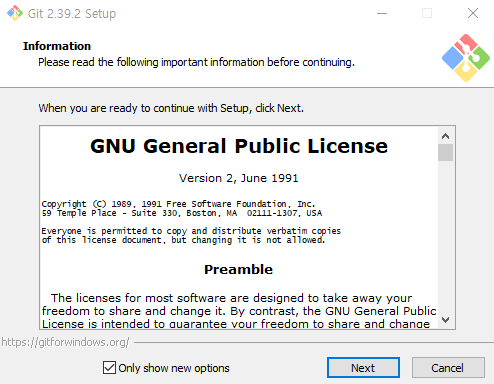 Git 2.39.2 Setup
Information
Please read the following important information before continuing.
When you are ready to continue with Setup, click Next.
GNU General Public License
Version 2, June 1991
Copyright (C) 1989, 1991 Free Software Foundation, Inc.
59 Temple Place - Suite 330, Boston, MA  02111-1307, USA
Everyone is permitted to copy and distribute verbatim copies
of this license document, but changing it is not allowed.
Preamble
The licenses for most software are designed to take away your
freedom to share and change it. By contrast, the GNU General Public
License is intended to guarantee your freedom to share and change
https://gitforwindows.org/
Only show new options
Next
Cancel